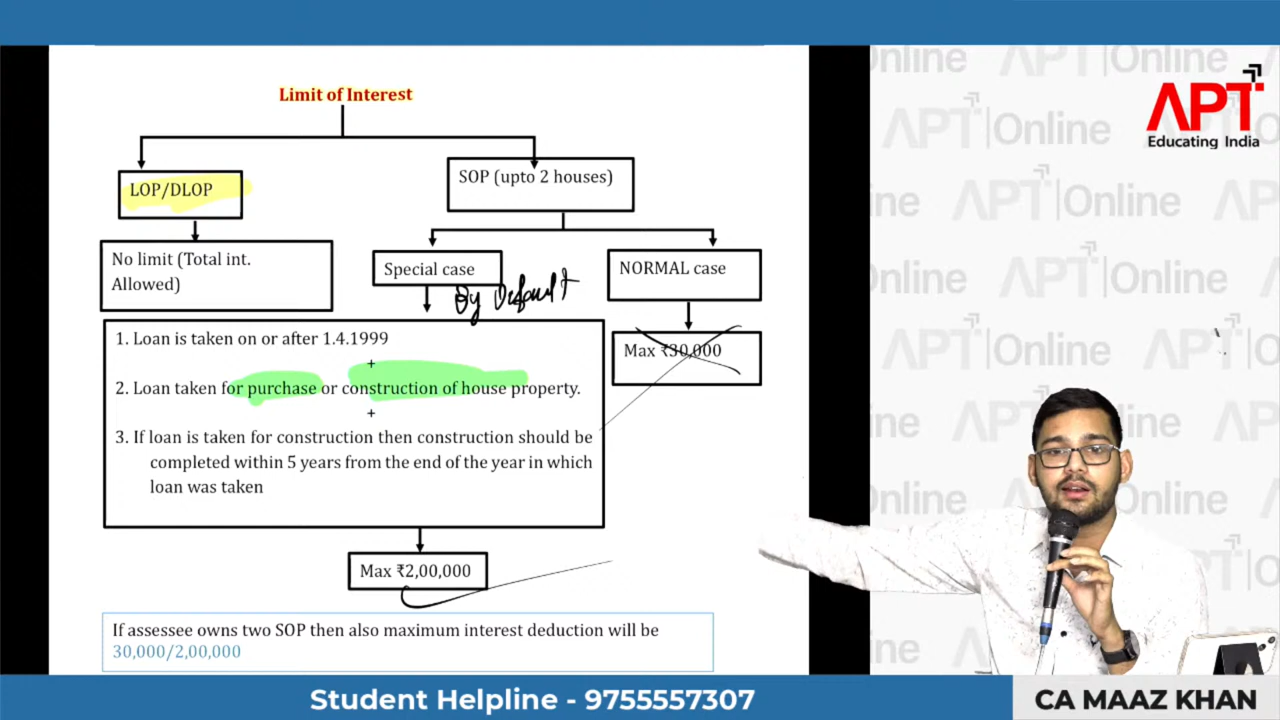 Limit of Interest
LOP/DLOP
SOP (upto 2 houses)
No limit (Total int.
Allowed)
Special case
NORMAL case
By Default
1. Loan is taken on or after 1.4.1999
+
2. Loan taken for purchase or construction of house property.
+
3. If loan is taken for construction then construction should be
completed within 5 years from the end of the year in which
loan was taken
Max ₹30,000
Max ₹2,00,000
If assessee owns two SOP then also maximum interest deduction will be
30,000/2,00,000
APT
Educating India
APT|Online
Student Helpline - 9755557307
CA MAAZ KHAN